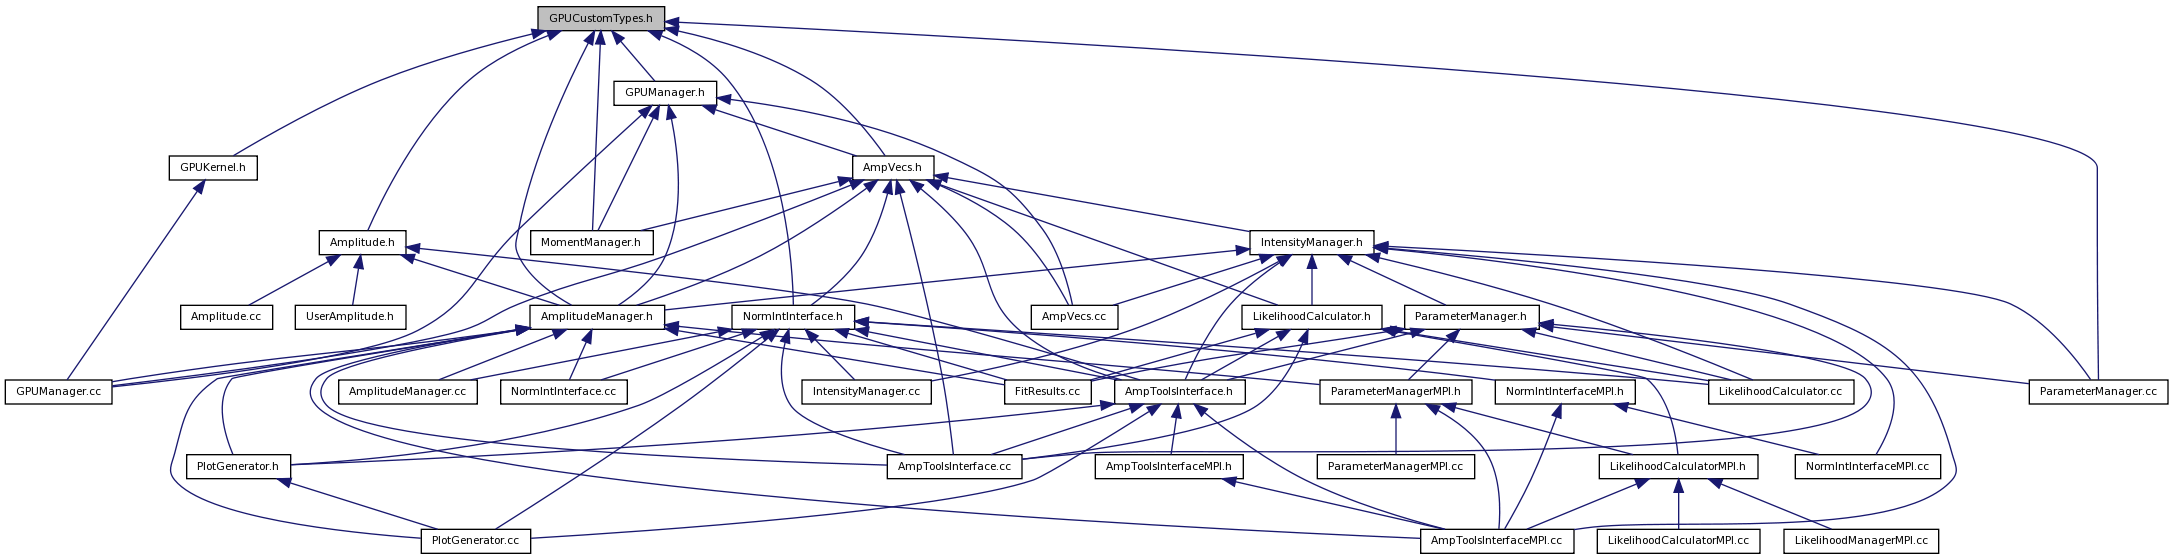 GPUCustomTypes.h
GPUManager.h
GPUKernel.h
AmpVecs.h
Amplitude.h
MomentManager.h
IntensityManager.h
Amplitude.cc
UserAmplitude.h
AmplitudeManager.h
NormIntInterface.h
AmpVecs.cc
LikelihoodCalculator.h
ParameterManager.h
GPUManager.cc
AmplitudeManager.cc
NormIntInterface.cc
IntensityManager.cc
FitResults.cc
AmpToolsInterface.h
ParameterManagerMPI.h
NormIntInterfaceMPI.h
LikelihoodCalculator.cc
ParameterManager.cc
PlotGenerator.h
AmpToolsInterface.cc
AmpToolsInterfaceMPI.h
ParameterManagerMPI.cc
LikelihoodCalculatorMPI.h
NormIntInterfaceMPI.cc
PlotGenerator.cc
AmpToolsInterfaceMPI.cc
LikelihoodCalculatorMPI.cc
LikelihoodManagerMPI.cc